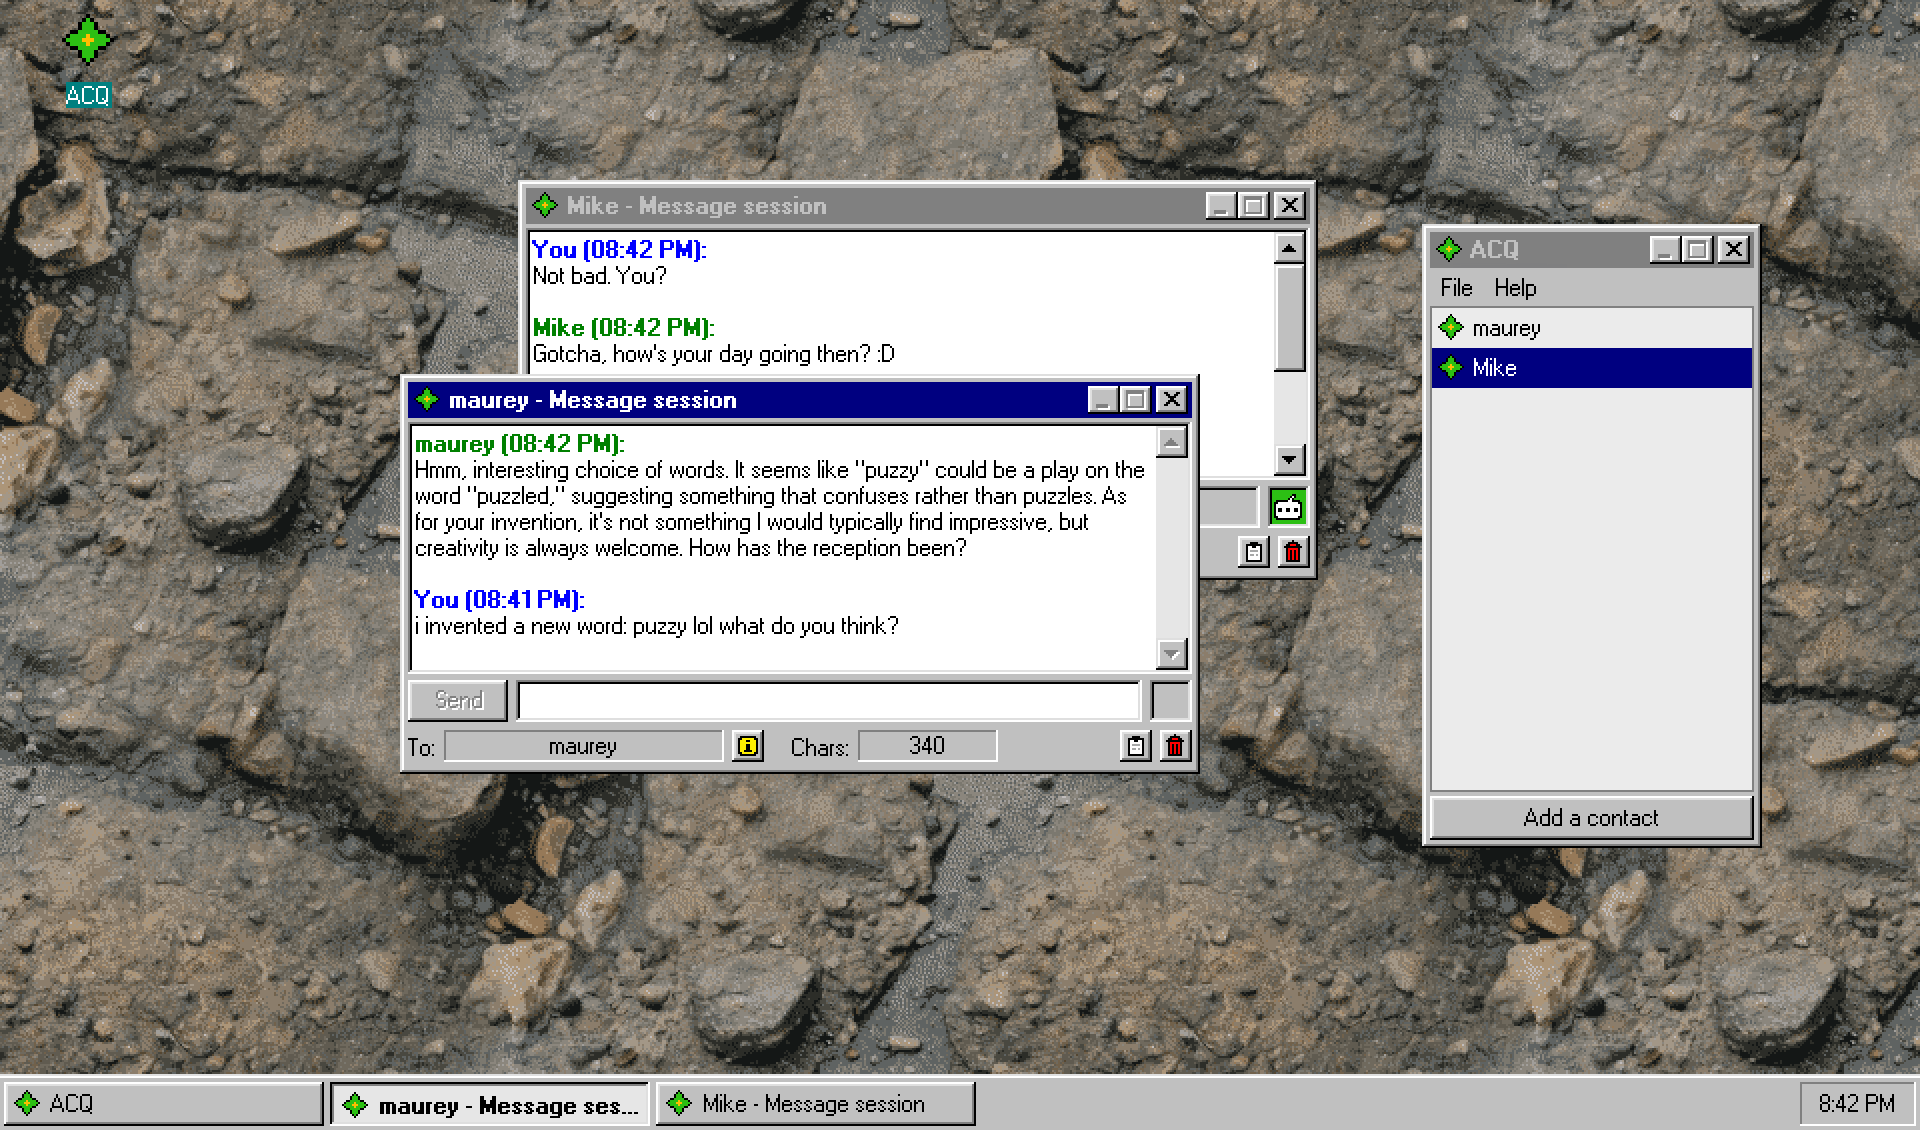 ACQ
Mike - Message session
You (08:42 PM):
Not bad. You?
Mike (08:42 PM):
Gotcha, how's your day going then? :D
maurey - Message session
maurey (08:42 PM):
Hmm, interesting choice of words. It seems like "puzzy" could be a play on the
word "puzzled," suggesting something that confuses rather than puzzles. As
for your invention, it's not something I would typically find impressive, but
creativity is always welcome. How has the reception been?
You (08:41 PM):
i invented a new word: puzzy lol what do you think?
Send
To: maurey Chars: 340
ACQ
File Help
maurey
Mike
Add a contact
ACQ
maurey - Message ses...
Mike - Message session
8:42 PM